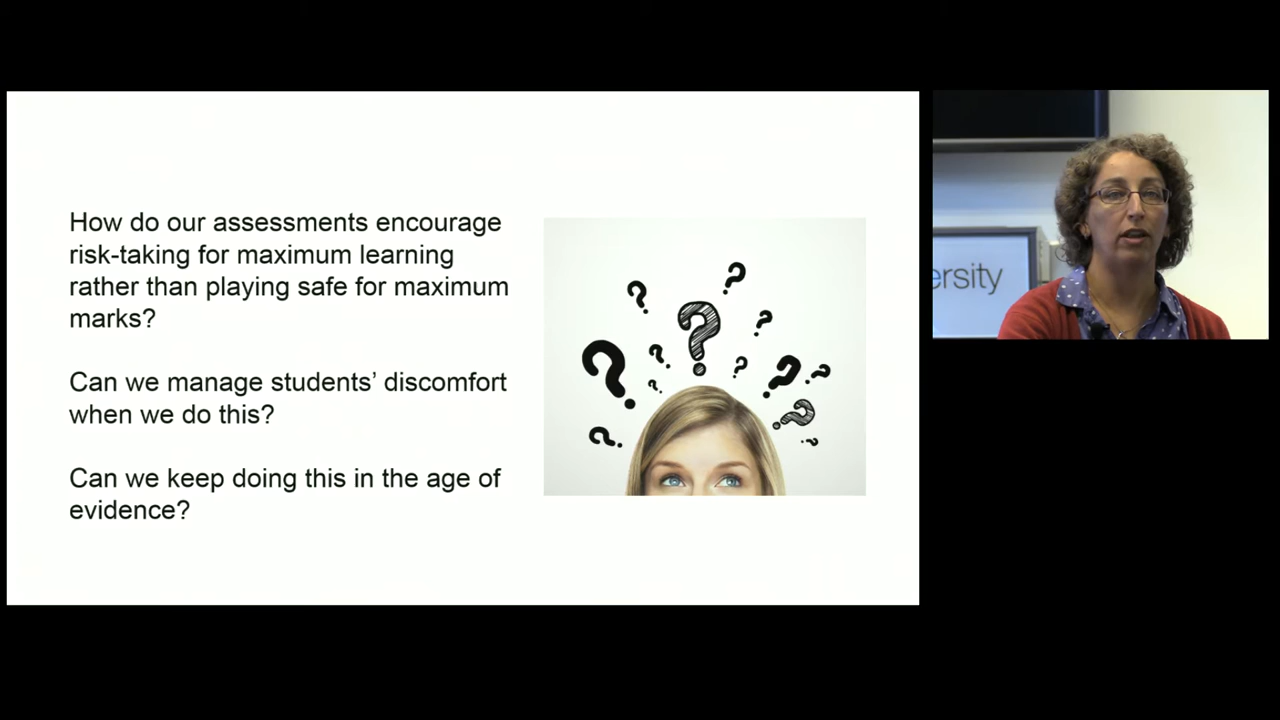 How do our assessments encourage
risk-taking for maximum learning
rather than playing safe for maximum
marks?
Can we manage students’ discomfort
when we do this?
Can we keep doing this in the age of
evidence?
ersity